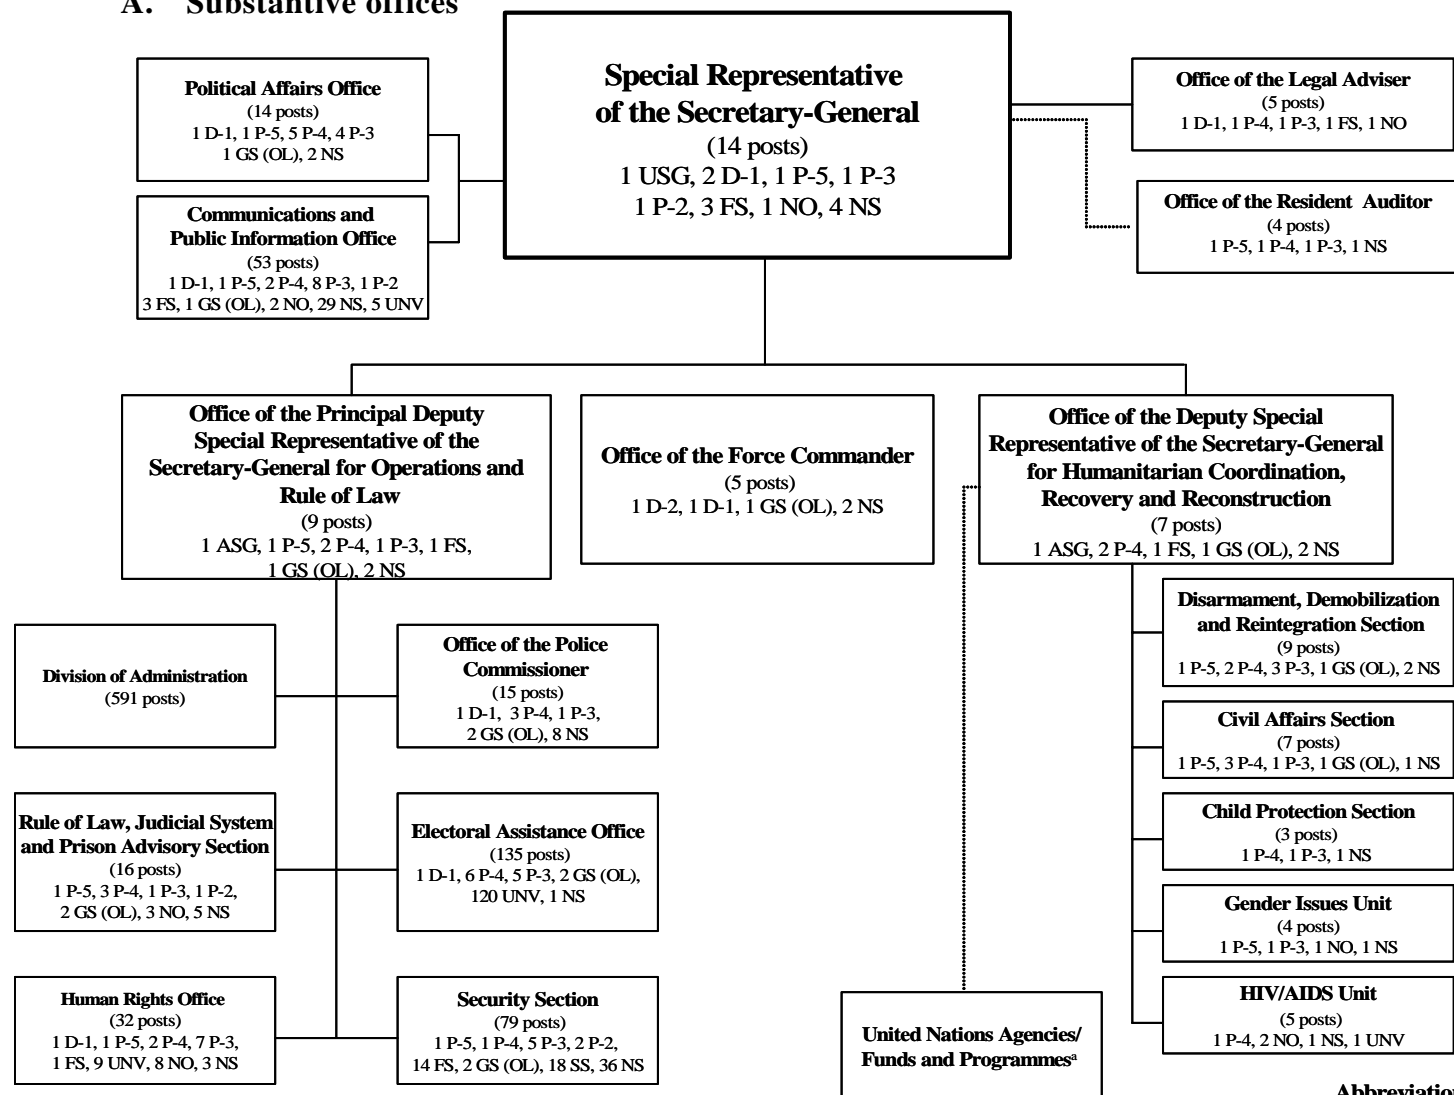 A. Substantive offices
Special Representative
of the Secretary-General
(14 posts)
1 USG, 2 D-1, 1 P-5, 1 P-3
1 P-2, 3 FS, 1 NO, 4 NS
Political Affairs Office
(14 posts)
1 D-1, 1 P-5, 5 P-4, 4 P-3
1 GS (OL), 2 NS
Communications and
Public Information Office
(53 posts)
1 D-1, 1 P-5, 2 P-4, 8 P-3, 1 P-2
3 FS, 1 GS (OL), 2 NO, 29 NS, 5 UNV
Office of the Legal Adviser
(5 posts)
1 D-1, 1 P-4, 1 P-3, 1 FS, 1 NO
Office of the Resident Auditor
(4 posts)
1 P-5, 1 P-4, 1 P-3, 1 NS
Office of the Principal Deputy
Special Representative of the
Secretary-General for Operations and
Rule of Law
(9 posts)
1 ASG, 1 P-5, 2 P-4, 1 P-3, 1 FS,
1 GS (OL), 2 NS
Office of the Force Commander
(5 posts)
1 D-2, 1 D-1, 1 GS (OL), 2 NS
Office of the Deputy Special
Representative of the Secretary-General
for Humanitarian Coordination,
Recovery and Reconstruction
(7 posts)
1 ASG, 2 P-4, 1 FS, 1 GS (OL), 2 NS
Division of Administration
(591 posts)
Office of the Police
Commissioner
(15 posts)
1 D-1, 3 P-4, 1 P-3,
2 GS (OL), 8 NS
Rule of Law, Judicial System
and Prison Advisory Section
(16 posts)
1 P-5, 3 P-4, 1 P-3, 1 P-2,
2 GS (OL), 3 NO, 5 NS
Electoral Assistance Office
(135 posts)
1 D-1, 6 P-4, 5 P-3, 2 GS (OL),
120 UNV, 1 NS
Human Rights Office
(32 posts)
1 D-1, 1 P-5, 2 P-4, 7 P-3,
1 FS, 9 UNV, 8 NO, 3 NS
Security Section
(79 posts)
1 P-5, 1 P-4, 5 P-3, 2 P-2,
14 FS, 2 GS (OL), 18 SS, 36 NS
Disarmament, Demobilization
and Reintegration Section
(9 posts)
1 P-5, 2 P-4, 3 P-3, 1 GS (OL), 2 NS
Civil Affairs Section
(7 posts)
1 P-5, 3 P-4, 1 P-3, 1 GS (OL), 1 NS
Child Protection Section
(3 posts)
1 P-4, 1 P-3, 1 NS
Gender Issues Unit
(4 posts)
1 P-5, 1 P-3, 1 NO, 1 NS
HIV/AIDS Unit
(5 posts)
1 P-4, 2 NO, 1 NS, 1 UNV
United Nations Agencies/
Funds and Programmesᵃ